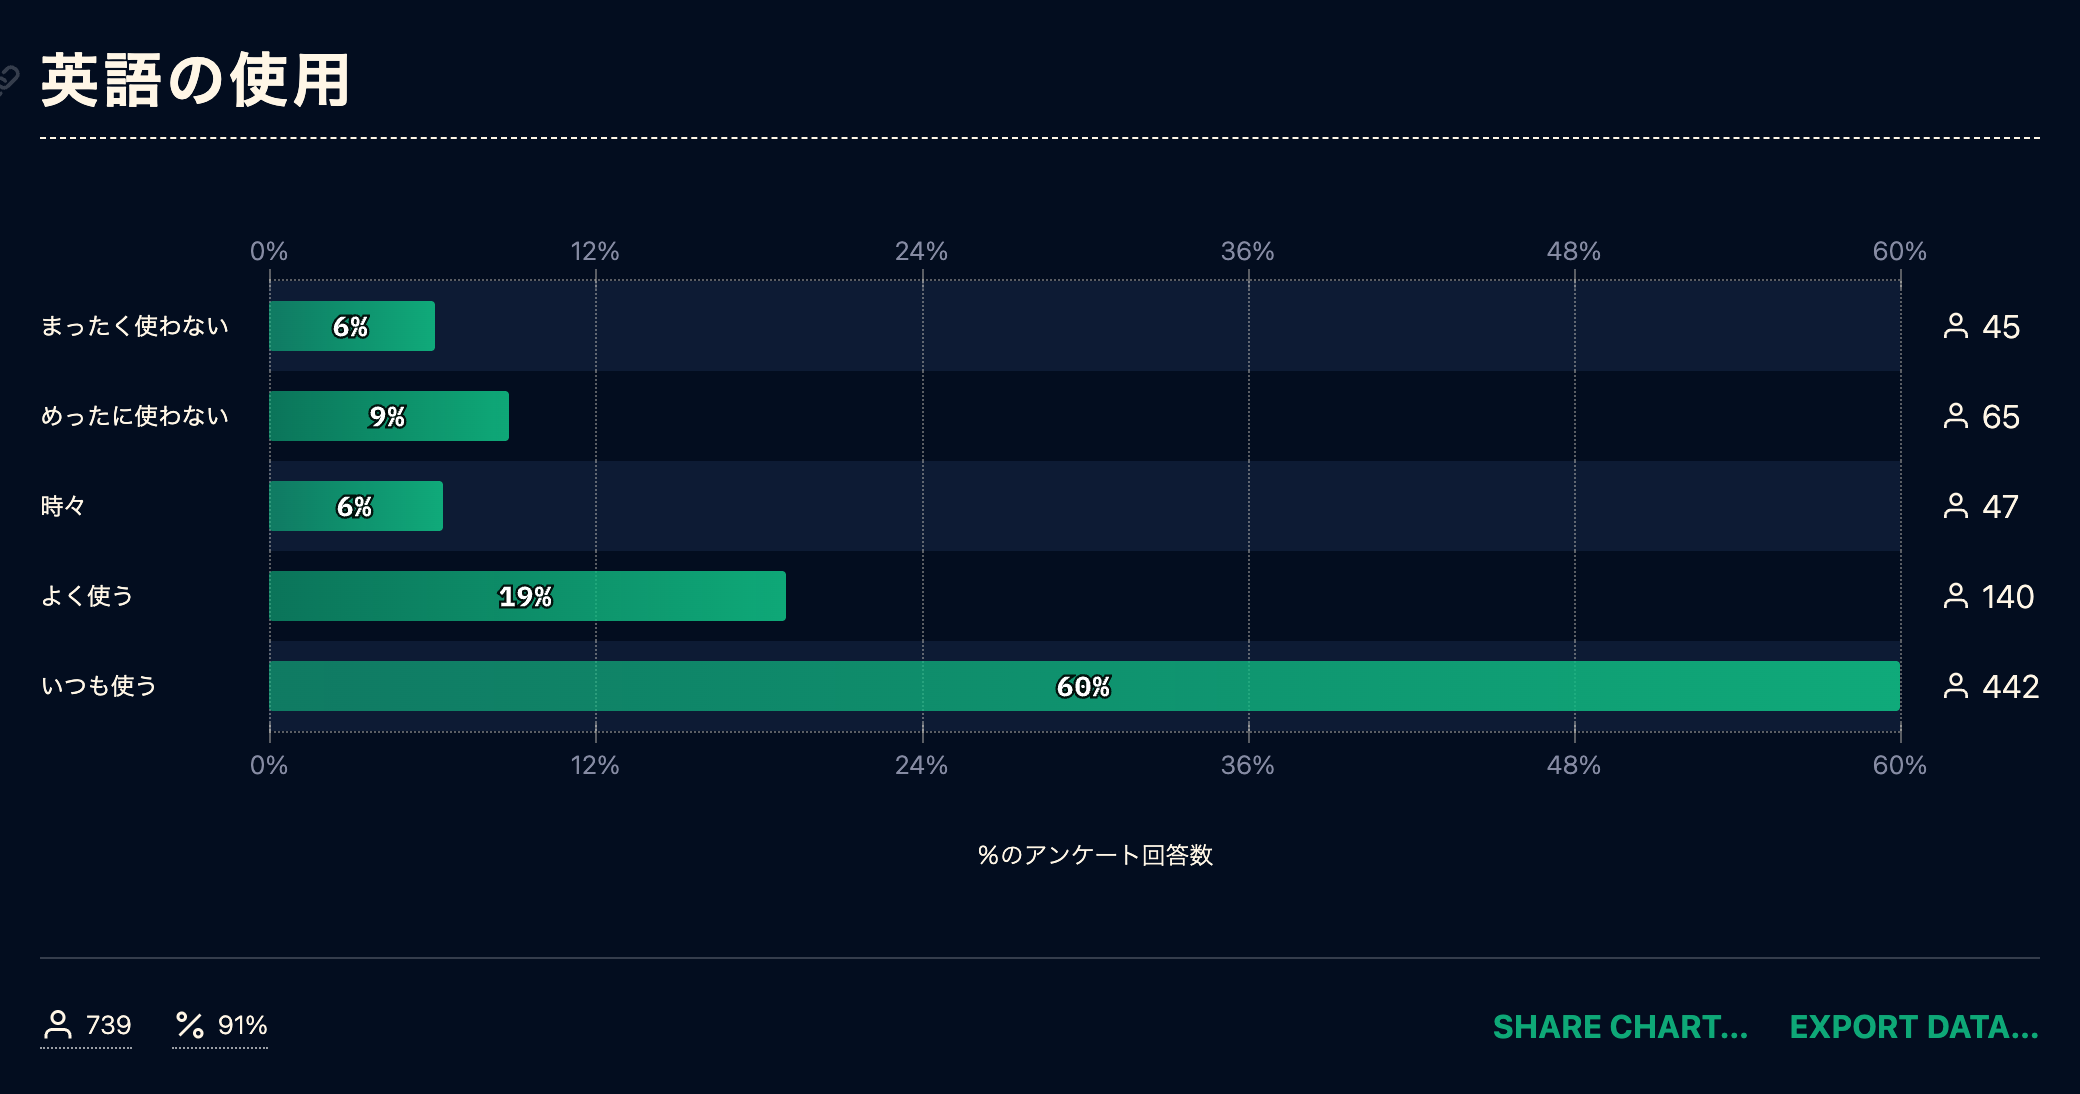 英語の使用
0% 12% 24% 36% 48% 60%
まったく使わない 6% 45
めったに使わない 9% 65
時々 6% 47
よく使う 19% 140
いつも使う 60% 442
0% 12% 24% 36% 48% 60%
%のアンケート回答数
739 91% SHARE CHART... EXPORT DATA...